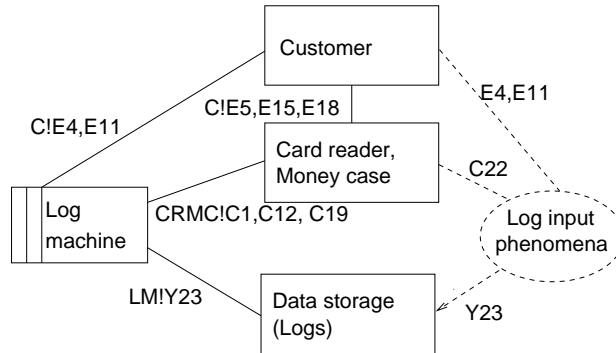 Customer
E4,E11
C!E4,E11
C!E5,E15,E18
Card reader,
Money case
C22
Log
machine
CRMC!C1,C12, C19
Log input
phenomena
LM!Y23
Data storage
(Logs)
Y23